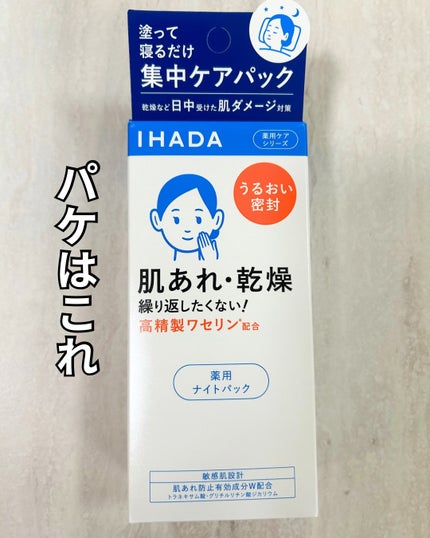 塗って
寝るだけ
集中ケアパック
乾燥など日中受けた肌ダメージ対策
IHADA
薬用ケア
シリーズ
うるおい
密封
肌あれ・乾燥
繰り返したくない!
高精製ワセリン*配合
薬用
ナイトパック
敏感肌設計
肌あれ防止有効成分W配合
トラネキサム酸・グリチルリチン酸ジカリウム
パケはこれ